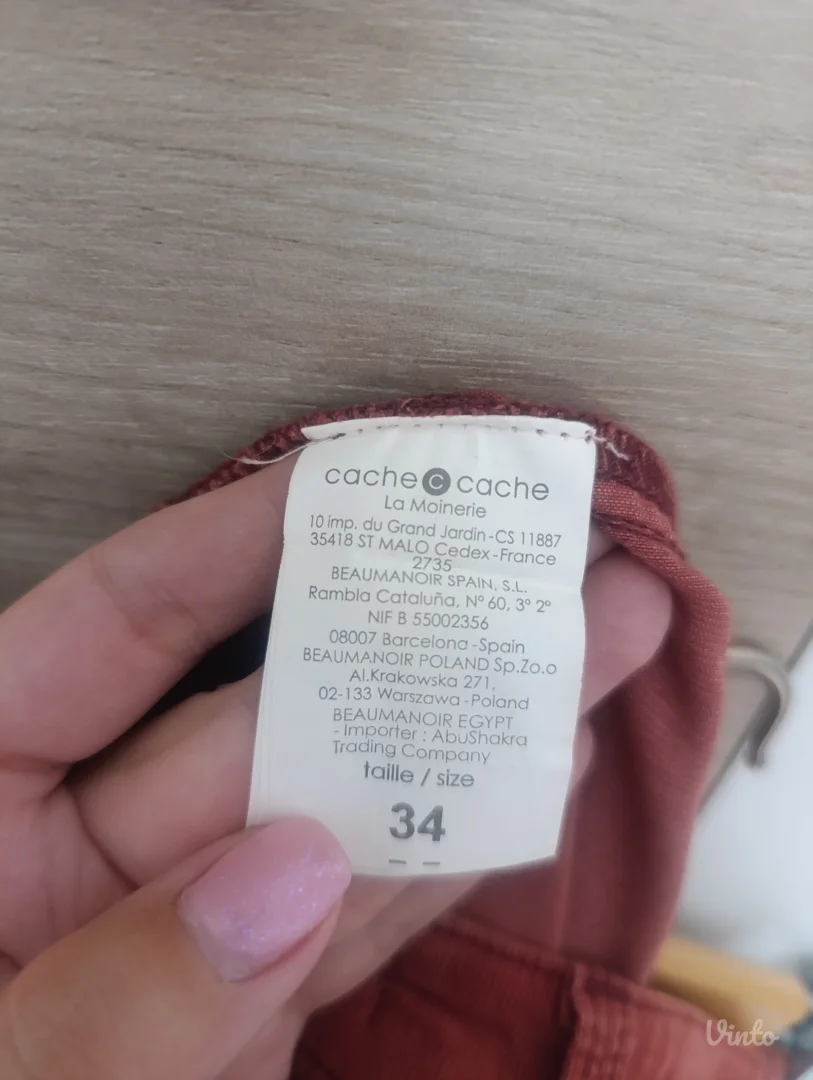 cache c cache
La Moinerie
10 imp. du Grand Jardin-CS 11887
35418 ST MALO Cedex-France
2735
BEAUMANOIR SPAIN, S.L.
Rambla Cataluña, Nº 60, 3º 2º
NIF B 55002356
08007 Barcelona-Spain
BEAUMANOIR POLAND Sp.Zo.o
Al.Krakowska 271,
02-133 Warszawa-Poland
BEAUMANOIR EGYPT
- Importer : AbuShakra
Trading Company
taille / size
34
Vinto